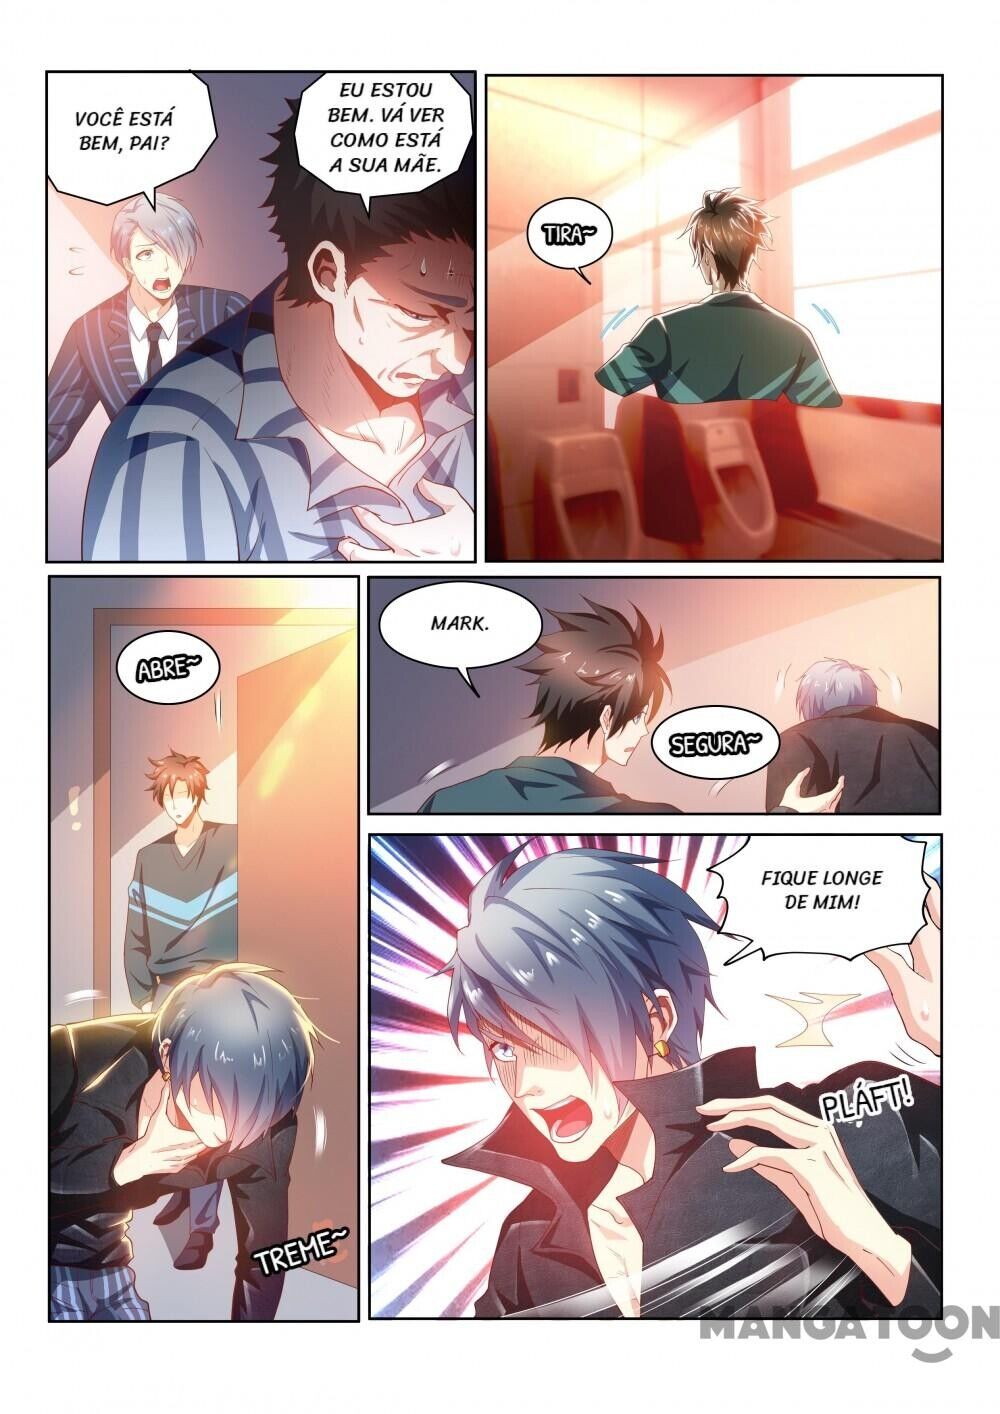 VOCÊ ESTÁ
BEM, PAI?
EU ESTOU
BEM. VÁ VER
COMO ESTÁ
A SUA MÃE.
TIRA~
ABRE~
TREME~
MARK.
SEGURA~
FIQUE LONGE
DE MIM!
PLÁFT!
MANGATOON